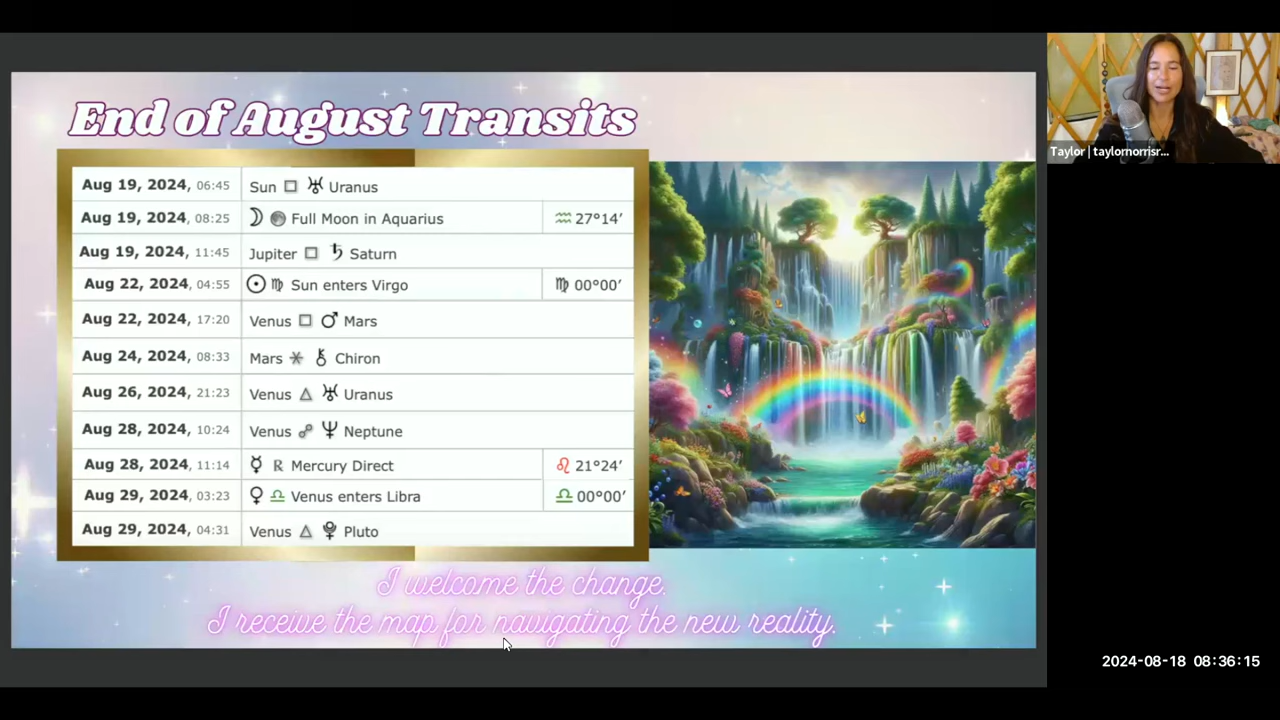 End of August Transits
Aug 19, 2024, 06:45 Sun □ ♅ Uranus
Aug 19, 2024, 08:25 ☽ Full Moon in Aquarius ♒ 27°14′
Aug 19, 2024, 11:45 Jupiter □ ♄ Saturn
Aug 22, 2024, 04:55 ☉ ♍ Sun enters Virgo ♍ 00°00′
Aug 22, 2024, 17:20 Venus □ ♂ Mars
Aug 24, 2024, 08:33 Mars ⚹ ⚷ Chiron
Aug 26, 2024, 21:23 Venus △ ♅ Uranus
Aug 28, 2024, 10:24 Venus ☍ ♆ Neptune
Aug 28, 2024, 11:14 ☿ R Mercury Direct ♌ 21°24′
Aug 29, 2024, 03:23 ♀ ♎ Venus enters Libra ♎ 00°00′
Aug 29, 2024, 04:31 Venus △ Pluto
I welcome the change.
I receive the map for navigating the new reality.
Taylor | taylornorrisr...
2024-08-18 08:36:15